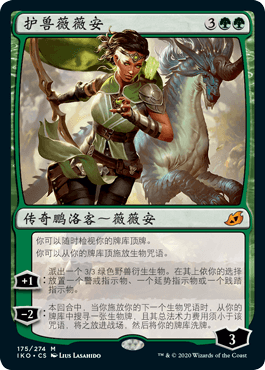 护兽薇薇安 3
传奇鹏洛客～薇薇安
你可以随时检视你的牌库顶牌。
你可以从你的牌库顶施放生物咒语。
+1： 派出一个 3/3 绿色野兽衍生生物。在其上依你的选择
放置一个警戒指示物、一个延势指示物或一个践踏
指示物。
-2： 本回合中，当你施放你的下一个生物咒语时，从你的
牌库中搜寻一张生物牌，且其总法术力费用须小于该
咒语，将之放进战场，然后将你的牌库洗牌。
3
175/274 M
IKO • CS Lius Lasahido
™ & © 2020 Wizards of the Coast